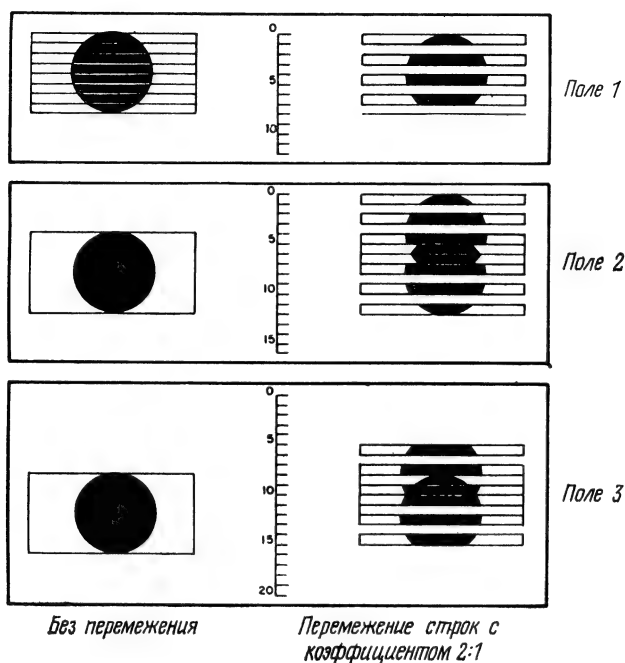 0
5
10
Поле 1
0
5
10
15
Поле 2
0
5
10
15
20
Поле 3
Без перемежения
Перемежение строк с
коэффициентом 2:1